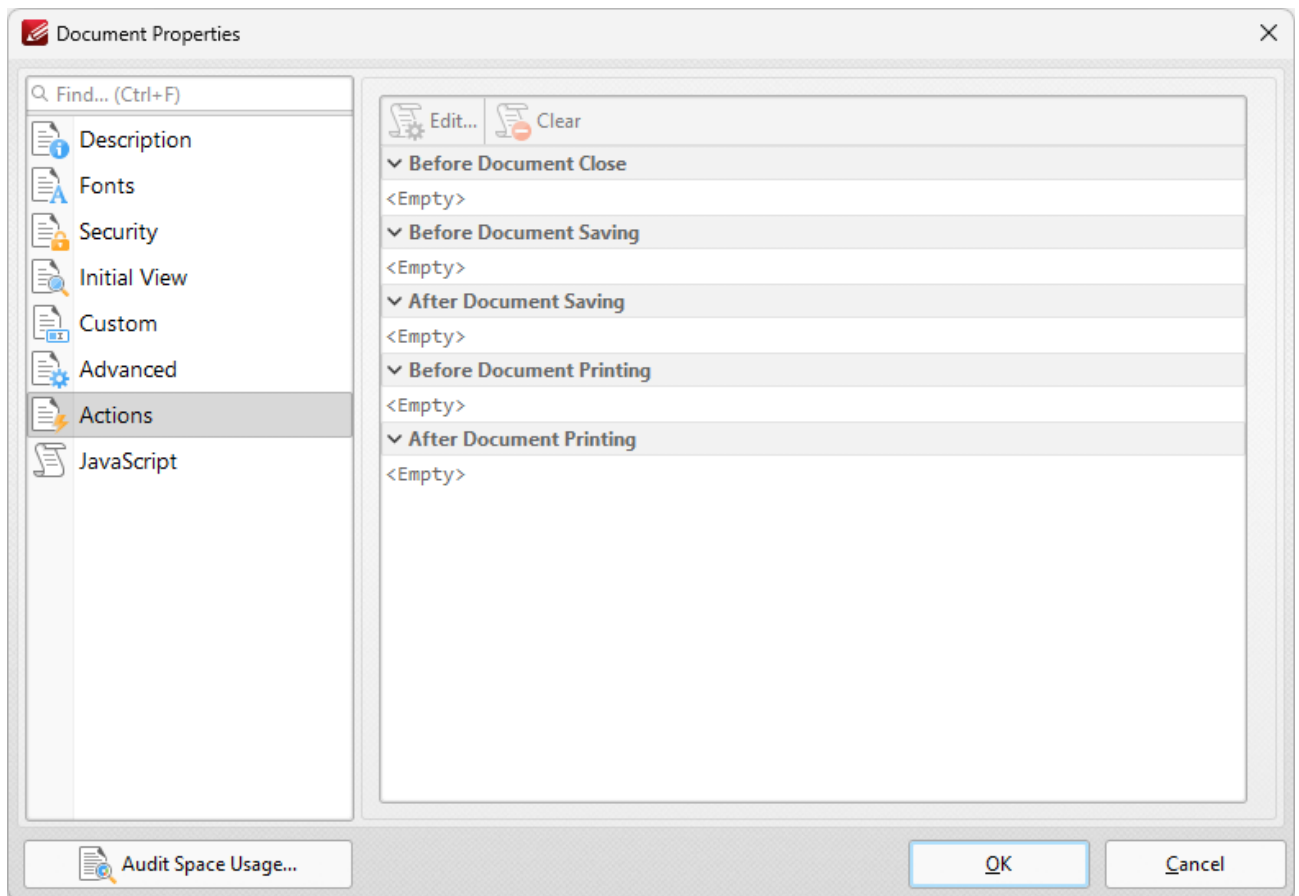 Document Properties
Find... (Ctrl+F)
Description
Fonts
Security
Initial View
Custom
Advanced
Actions
JavaScript
Edit...
Clear
Before Document Close
<Empty>
Before Document Saving
<Empty>
After Document Saving
<Empty>
Before Document Printing
<Empty>
After Document Printing
<Empty>
Audit Space Usage...
OK
Cancel